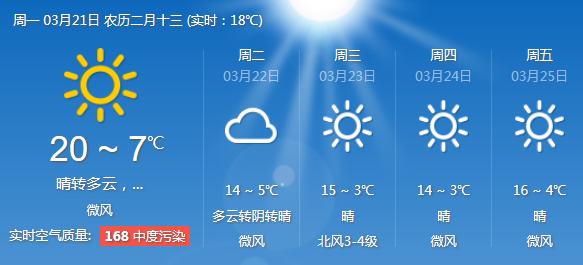 周一 03月21日 农历二月十三 (实时：18℃)
20 ~ 7℃
晴转多云，...
微风
实时空气质量: 168 中度污染
周二
03月22日
14 ~ 5℃
多云转阴转晴
微风
周三
03月23日
15 ~ 3℃
晴
北风3-4级
周四
03月24日
14 ~ 3℃
晴
微风
周五
03月25日
16 ~ 4℃
晴
微风